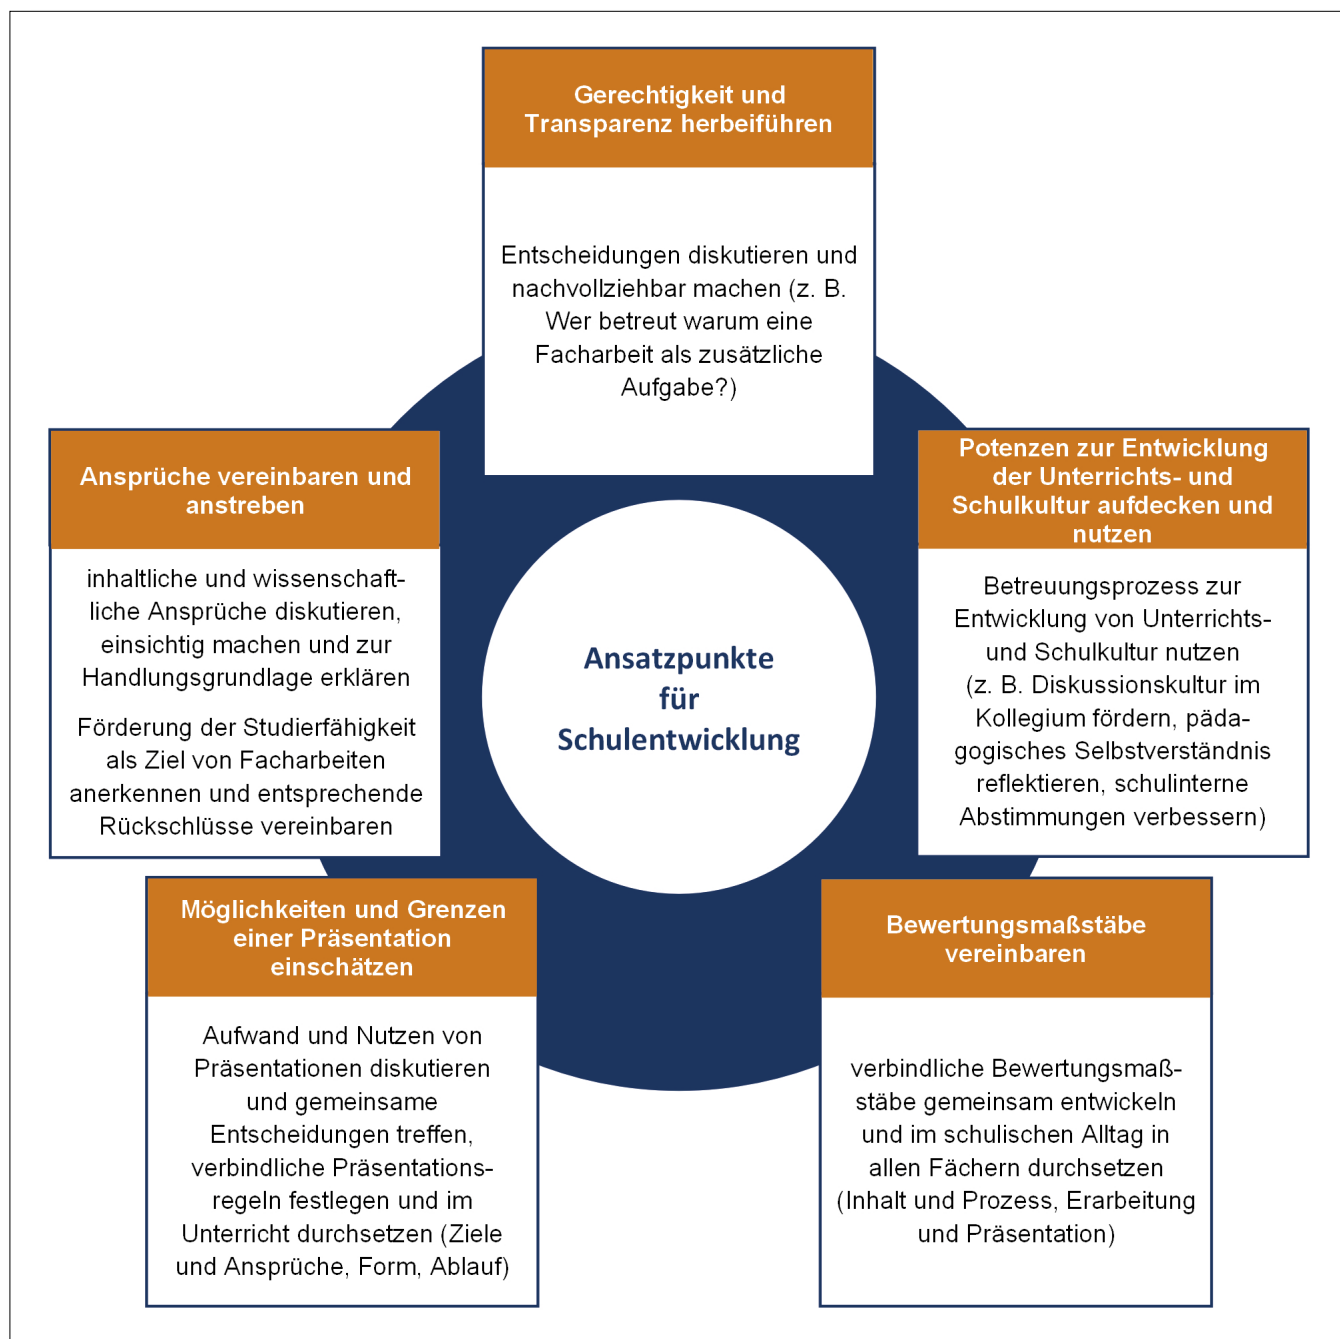 Gerechtigkeit und
Transparenz herbeiführen
Entscheidungen diskutieren und
nachvollziehbar machen (z. B.
Wer betreut warum eine
Facharbeit als zusätzliche
Aufgabe?)
Ansprüche vereinbaren und
anstreben
inhaltliche und wissenschaft-
liche Ansprüche diskutieren,
einsichtig machen und zur
Handlungsgrundlage erklären
Förderung der Studierfähigkeit
als Ziel von Facharbeiten
anerkennen und entsprechende
Rückschlüsse vereinbaren
Potenzen zur Entwicklung
der Unterrichts- und
Schulkultur aufdecken und
nutzen
Betreuungsprozess zur
Entwicklung von Unterrichts-
und Schulkultur nutzen
(z. B. Diskussionskultur im
Kollegium fördern, päda-
gogisches Selbstverständnis
reflektieren, schulinterne
Abstimmungen verbessern)
Ansatzpunkte
für
Schulentwicklung
Möglichkeiten und Grenzen
einer Präsentation
einschätzen
Aufwand und Nutzen von
Präsentationen diskutieren
und gemeinsame
Entscheidungen treffen,
verbindliche Präsentations-
regeln festlegen und im
Unterricht durchsetzen (Ziele
und Ansprüche, Form, Ablauf)
Bewertungsmaßstäbe
vereinbaren
verbindliche Bewertungsmaß-
stäbe gemeinsam entwickeln
und im schulischen Alltag in
allen Fächern durchsetzen
(Inhalt und Prozess, Erarbeitung
und Präsentation)